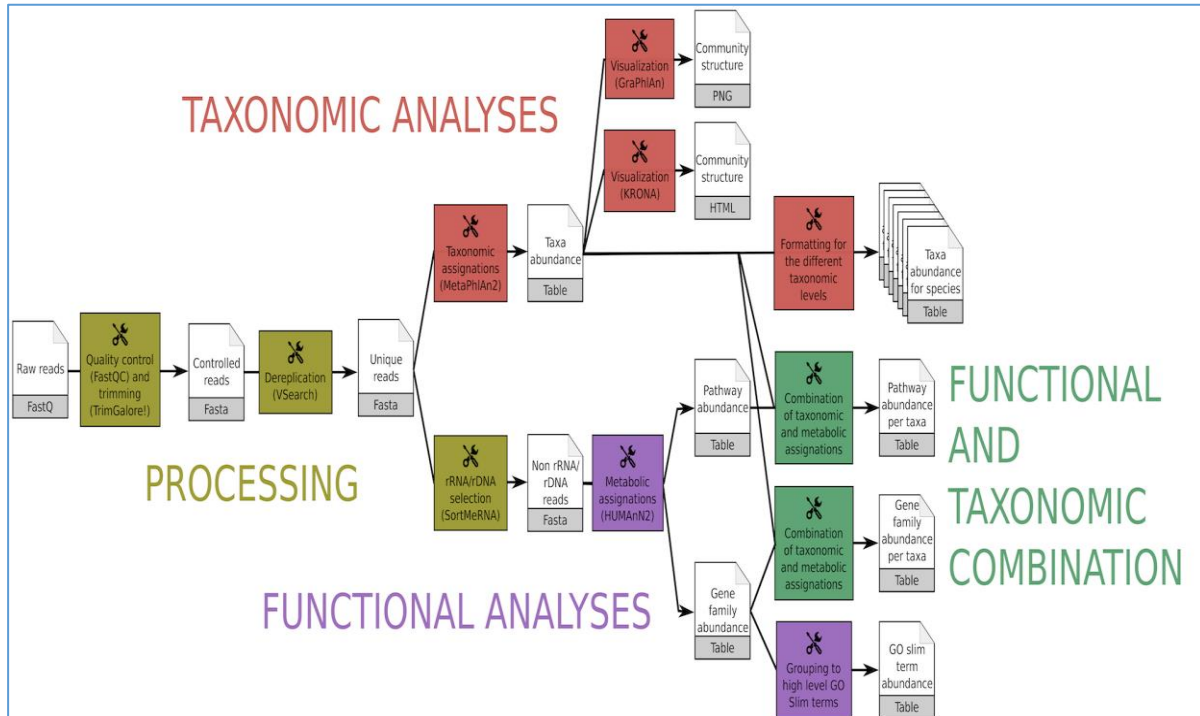 TAXONOMIC ANALYSES
Visualization
(GraPhlAn)
Community
structure
PNG
Visualization
(KRONA)
Community
structure
HTML
Taxonomic
assignations
(MetaPhlAn2)
Taxa
abundance
Table
Formatting for
the different
taxonomic
levels
Taxa
abundance
for species
Table
Raw reads
FastQ
Quality control
(FastQC) and
trimming
(TrimGalore!)
Controlled
reads
Fasta
Dereplication
(VSearch)
Unique
reads
Fasta
PROCESSING
rRNA/rDNA
selection
(SortMeRNA)
Non rRNA/
rDNA
reads
Fasta
Metabolic
assignations
(HUMAnN2)
Pathway
abundance
Table
Combination
of taxonomic
and metabolic
assignations
Pathway
abundance
per taxa
Table
FUNCTIONAL
AND
TAXONOMIC
COMBINATION
Combination
of taxonomic
and metabolic
assignations
Gene
family
abundance
per taxa
Table
FUNCTIONAL ANALYSES
Gene
family
abundance
Table
Grouping to
high level GO
Slim terms
GO slim
term
abundance
Table